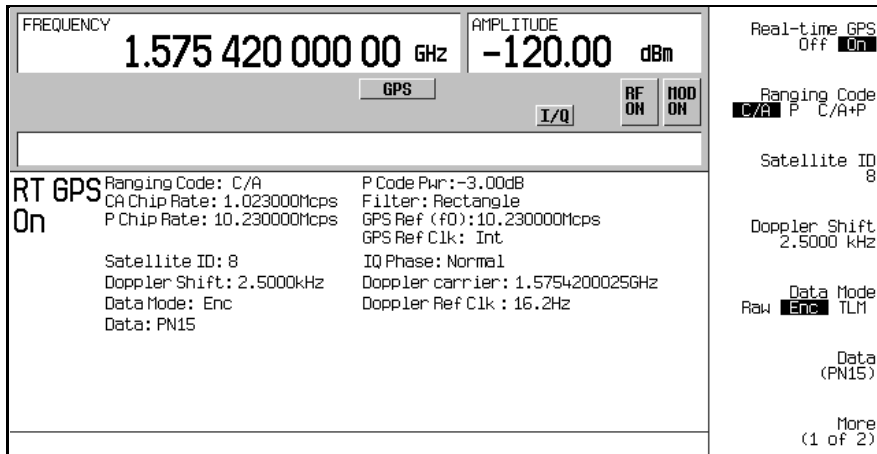 FREQUENCY
1.575 420 000 00 GHz
AMPLITUDE
-120.00 dBm
GPS
I/Q
RF ON
MOD ON
RT GPS
On
Ranging Code: C/A
CA Chip Rate: 1.023000Mcps
P Chip Rate: 10.230000Mcps
Satellite ID: 8
Doppler Shift: 2.5000kHz
Data Mode: Enc
Data: PN15
P Code Pwr:-3.00dB
Filter: Rectangle
GPS Ref (f0):10.230000Mcps
GPS Ref Clk: Int
IQ Phase: Normal
Doppler carrier: 1.5754200025GHz
Doppler Ref Clk : 16.2Hz
Real-time GPS
Off On
Ranging Code
C/A P C/A+P
Satellite ID
8
Doppler Shift
2.5000 kHz
Data Mode
Raw Enc TLM
Data
(PN15)
More
(1 of 2)